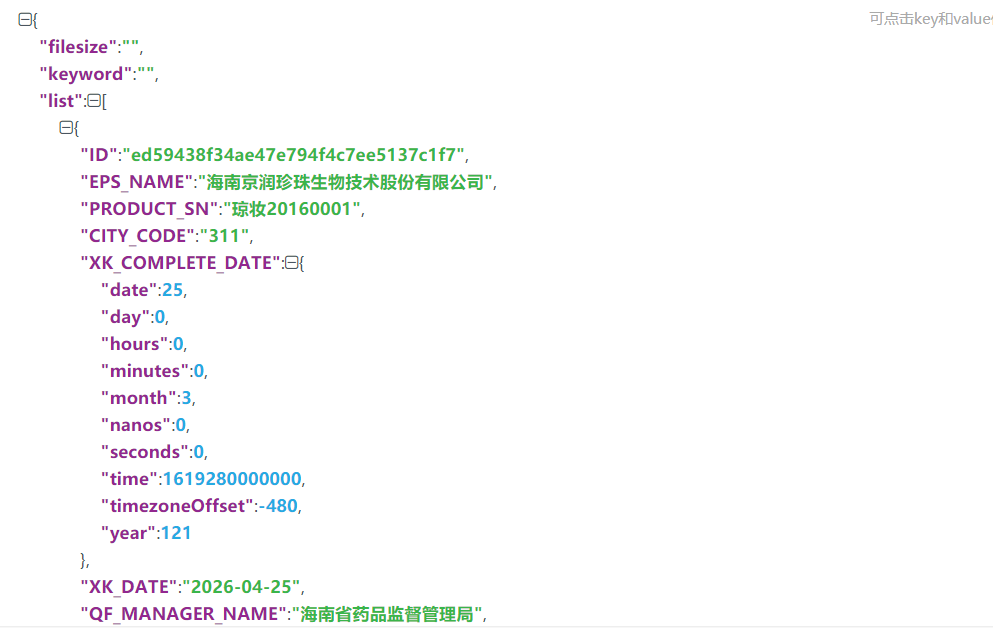 {
可点击key和value
"filesize":"",
"keyword":"",
"list":[
{
"ID":"ed59438f34ae47e794f4c7ee5137c1f7",
"EPS_NAME":"海南京润珍珠生物技术股份有限公司",
"PRODUCT_SN":"琼妆20160001",
"CITY_CODE":"311",
"XK_COMPLETE_DATE":{
"date":25,
"day":0,
"hours":0,
"minutes":0,
"month":3,
"nanos":0,
"seconds":0,
"time":1619280000000,
"timezoneOffset":-480,
"year":121
},
"XK_DATE":"2026-04-25",
"QF_MANAGER_NAME":"海南省药品监督管理局",